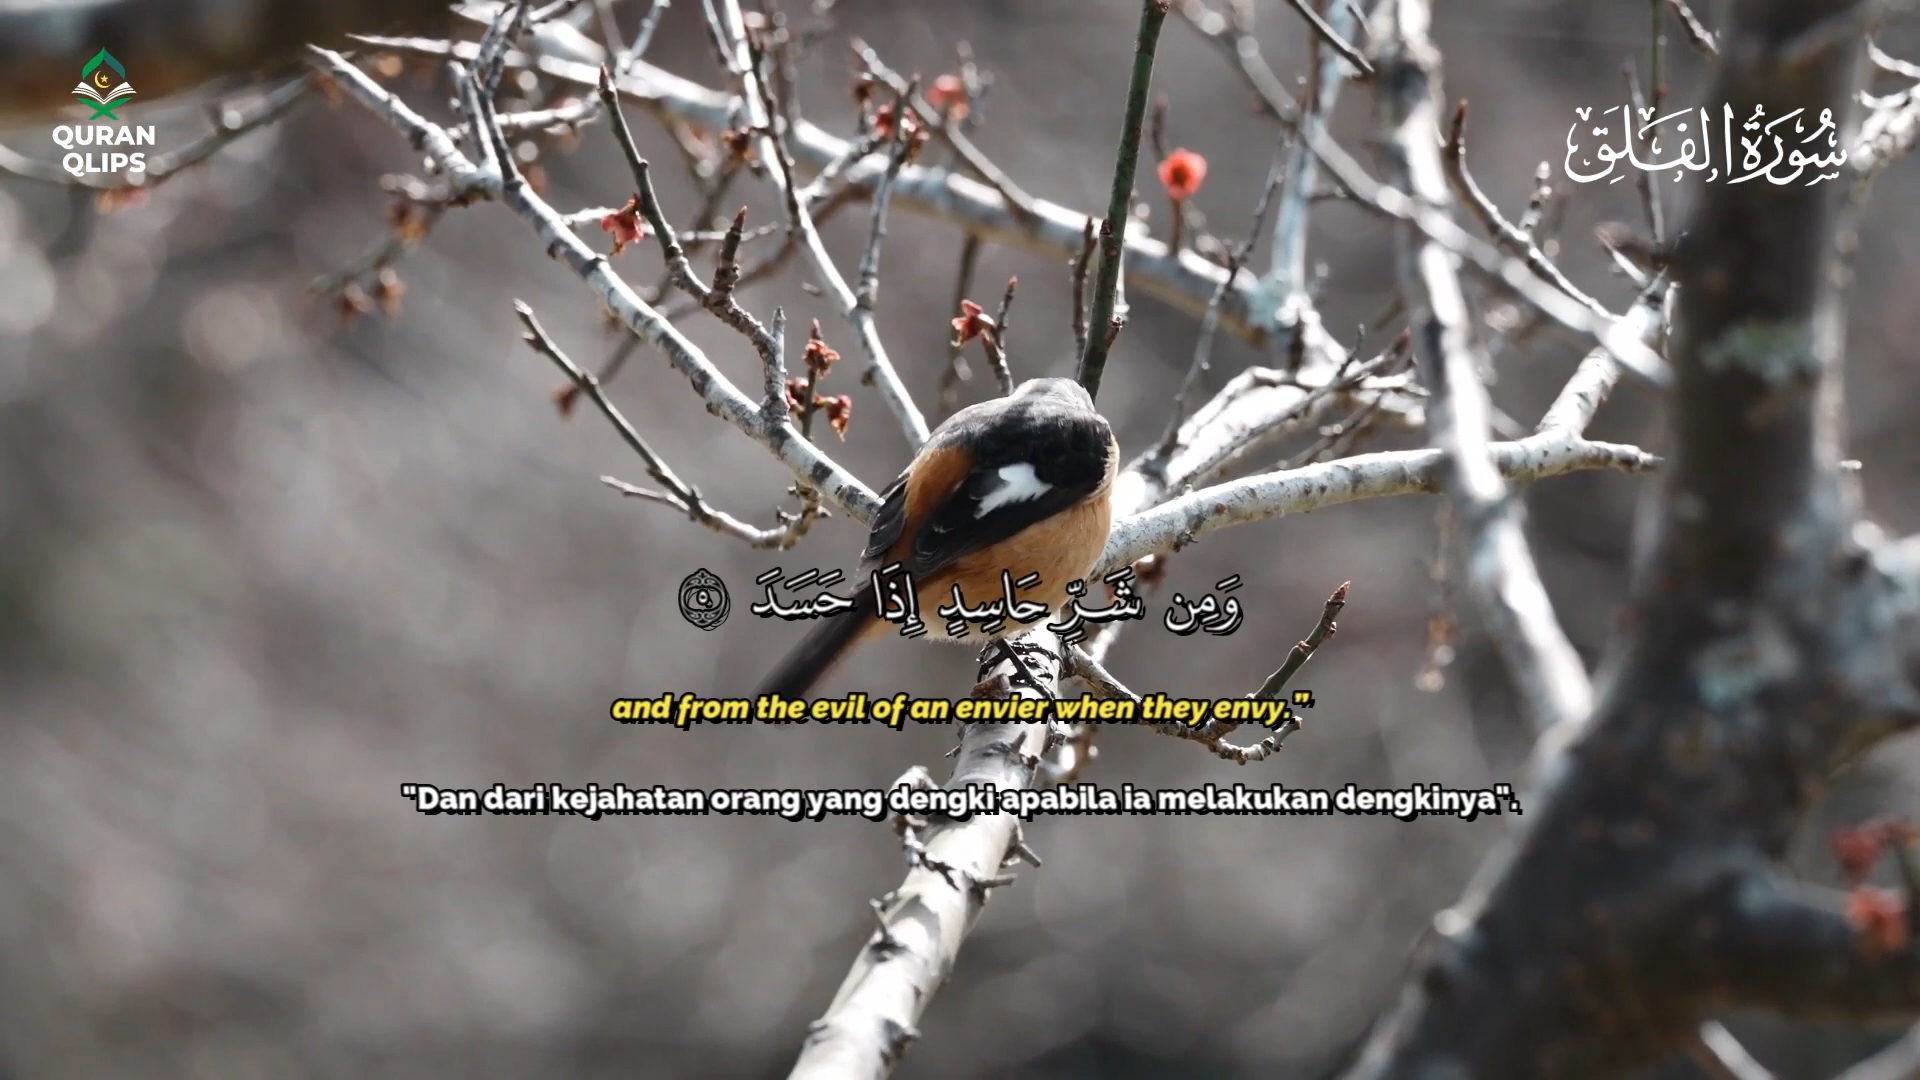 QURAN
QLIPS
سُورَةُ الفَلَقِ
وَمِن شَرِّ حَاسِدٍ إِذَا حَسَدَ ٥
and from the evil of an envier when they envy.”
"Dan dari kejahatan orang yang dengki apabila ia melakukan dengkinya".